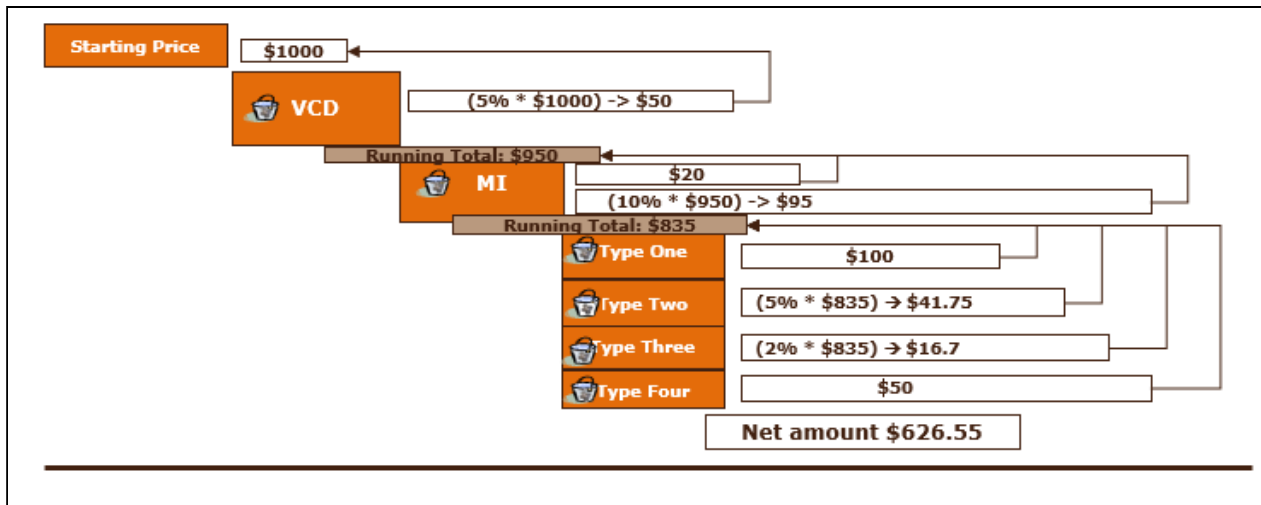 Starting Price
$1000
VCD
(5% * $1000) -> $50
Running Total: $950
MI
$20
(10% * $950) -> $95
Running Total: $835
Type One
$100
Type Two
(5% * $835) → $41.75
Type Three
(2% * $835) → $16.7
Type Four
$50
Net amount $626.55